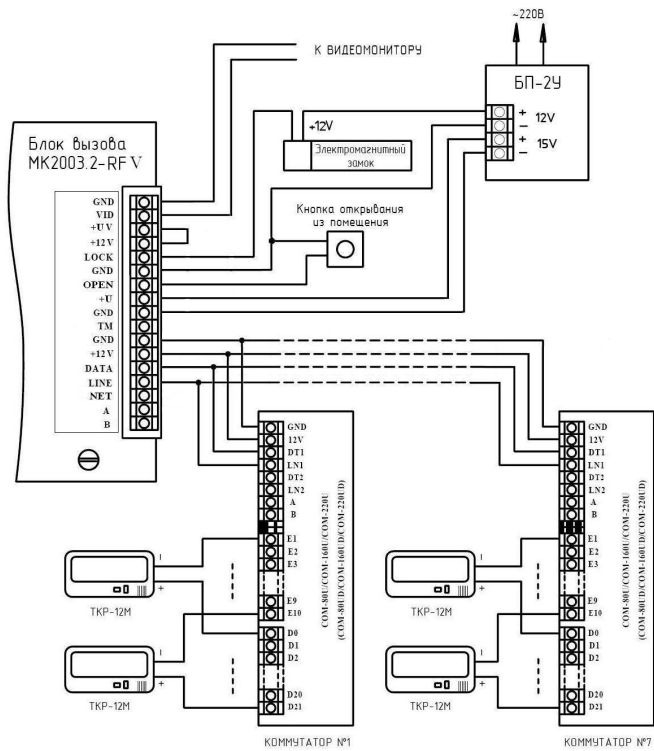 ~220В
К ВИДЕОМОНИТОРУ
БП-2У
+
12V
−
+
15V
−
+12V
Электромагнитный
замок
Блок вызова
МК2003.2-RF V
Кнопка открывания
из помещения
GND
VID
+U V
+12 V
LOCK
GND
OPEN
+U
GND
TM
GND
+12 V
DATA
LINE
NET
A
B
GND
12V
DT1
LN1
DT2
LN2
A
B
E1
E2
E3
E9
E10
D0
D1
D2
D20
D21
COM-80U/COM-160U/COM-220U
(COM-80UD/COM-160UD/COM-220UD)
−
+
ТКР-12М
−
+
ТКР-12М
КОММУТАТОР №1
GND
12V
DT1
LN1
DT2
LN2
A
B
E1
E2
E3
E9
E10
D0
D1
D2
D20
D21
COM-80U/COM-160U/COM-220U
(COM-80UD/COM-160UD/COM-220UD)
−
+
ТКР-12М
−
+
ТКР-12М
КОММУТАТОР №7